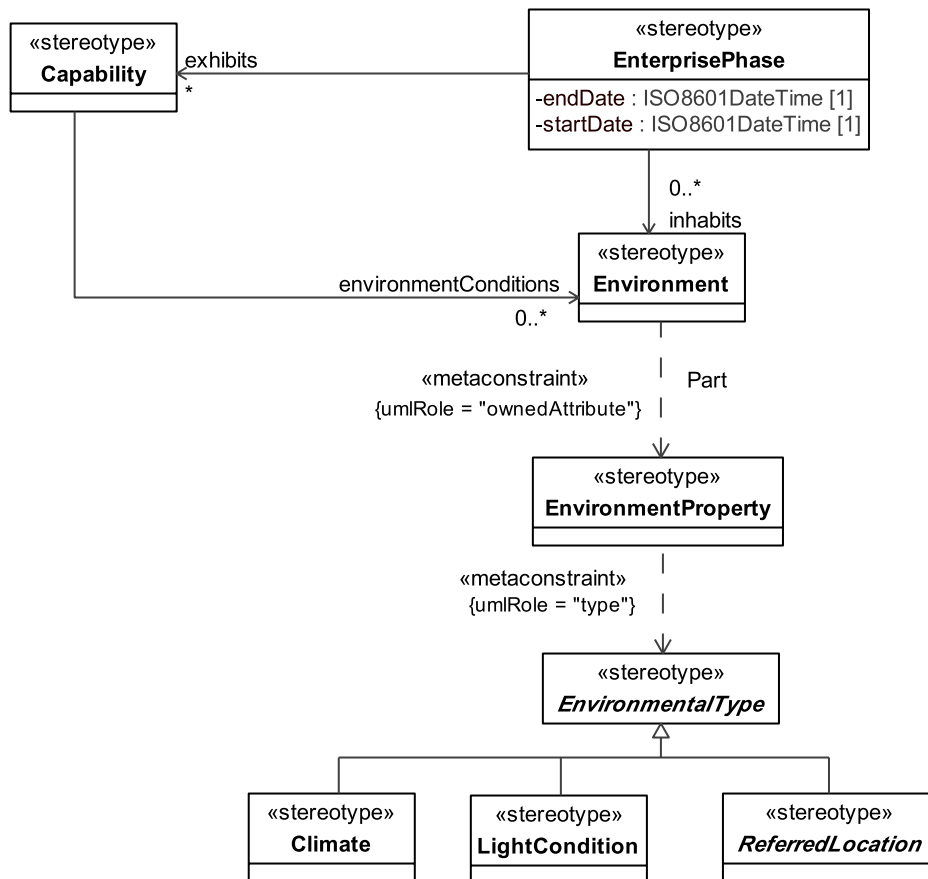 «stereotype»
Capability
«stereotype»
EnterprisePhase
-endDate : ISO8601DateTime [1]
-startDate : ISO8601DateTime [1]
exhibits
*
0..*
inhabits
«stereotype»
Environment
environmentConditions
0..*
«metaconstraint»
{umlRole = "ownedAttribute"}
Part
«stereotype»
EnvironmentProperty
«metaconstraint»
{umlRole = "type"}
«stereotype»
EnvironmentalType
«stereotype»
Climate
«stereotype»
LightCondition
«stereotype»
ReferredLocation